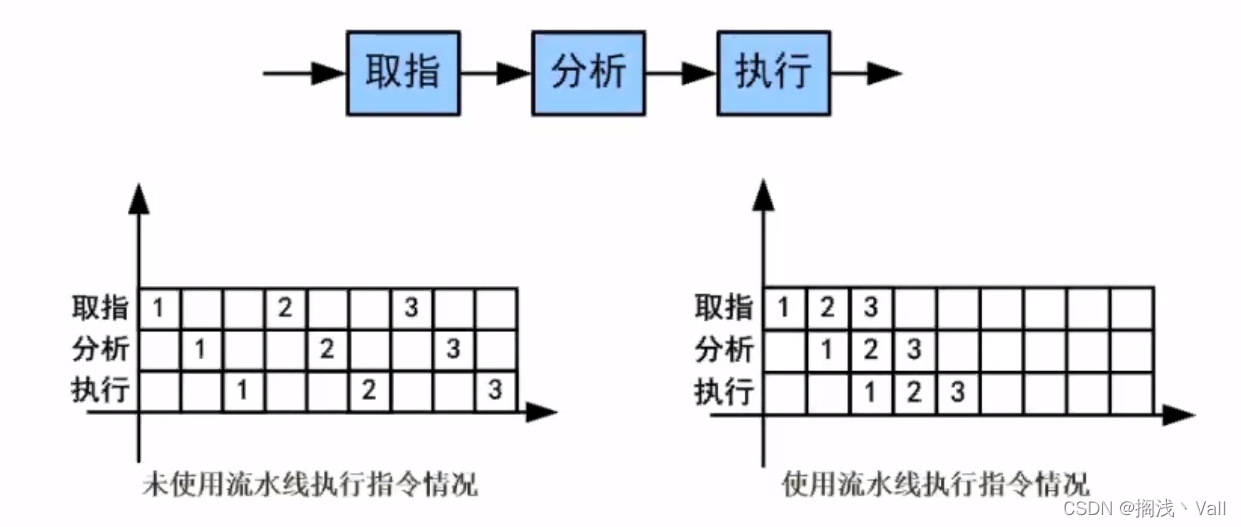 取指 分析 执行
取指 1 2 3
分析 1 2 3
执行 1 2 3
未使用流水线执行指令情况
取指 1 2 3
分析 1 2 3
执行 1 2 3
使用流水线执行指令情况
CSDN @搁浅丶Vall